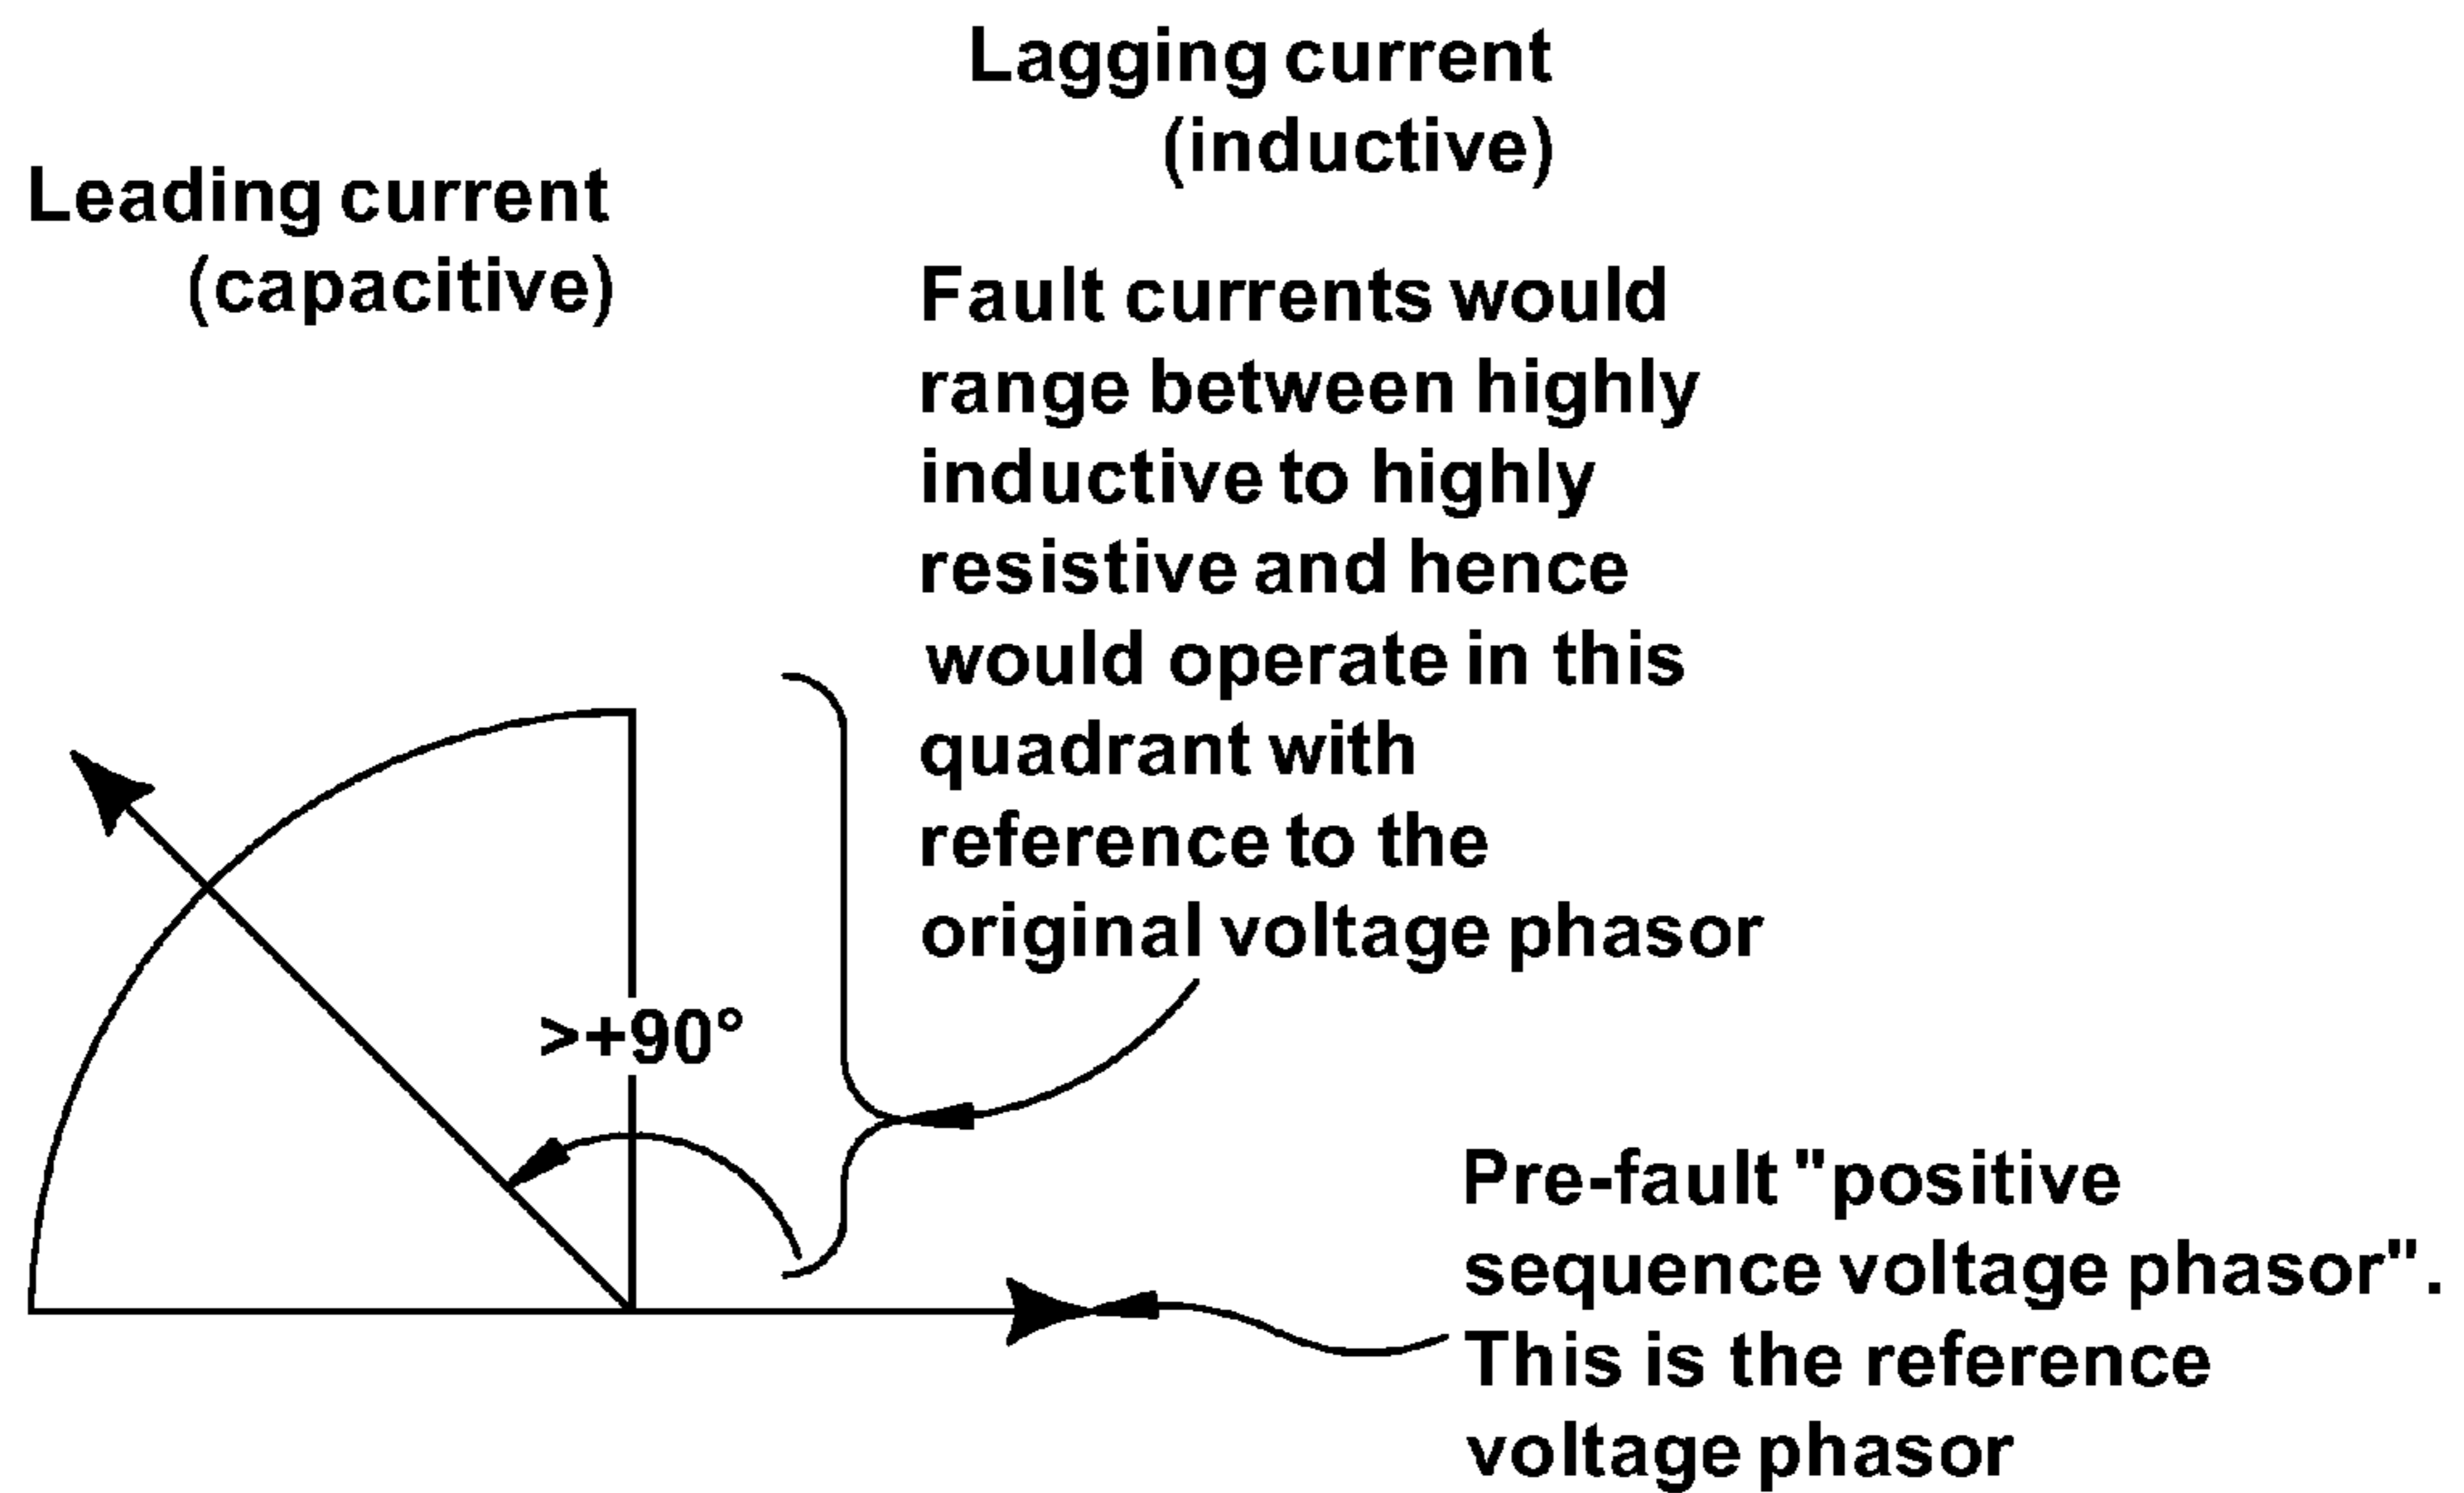 Lagging current
(inductive)
Leading current
(capacitive)
Fault currents would
range between highly
inductive to highly
resistive and hence
would operate in this
quadrant with
reference to the
original voltage phasor
>+90°
Pre-fault "positive
sequence voltage phasor".
This is the reference
voltage phasor